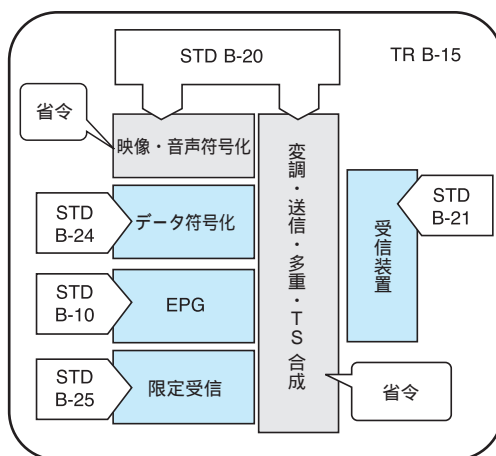 STD B-20
TR B-15
省令
映像・音声符号化
STD
B-24
データ符号化
STD
B-10
EPG
STD
B-25
限定受信
変調・送信・多重・TS合成
受信装置
STD
B-21
省令